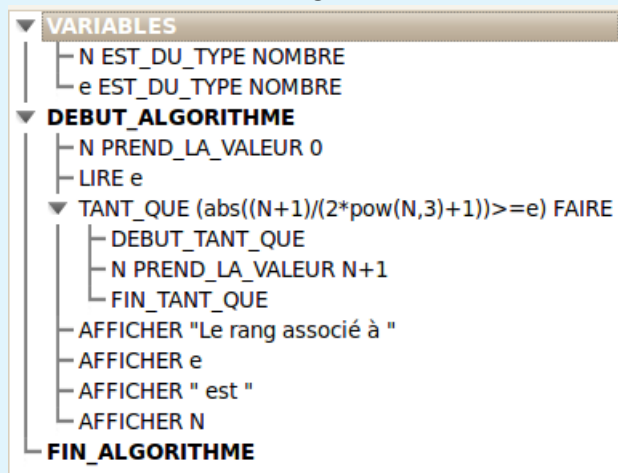 VARIABLES
N EST_DU_TYPE NOMBRE
e EST_DU_TYPE NOMBRE
DEBUT_ALGORITHME
N PREND_LA_VALEUR 0
LIRE e
TANT_QUE (abs((N+1)/(2*pow(N,3)+1))>=e) FAIRE
DEBUT_TANT_QUE
N PREND_LA_VALEUR N+1
FIN_TANT_QUE
AFFICHER "Le rang associé à "
AFFICHER e
AFFICHER " est "
AFFICHER N
FIN_ALGORITHME